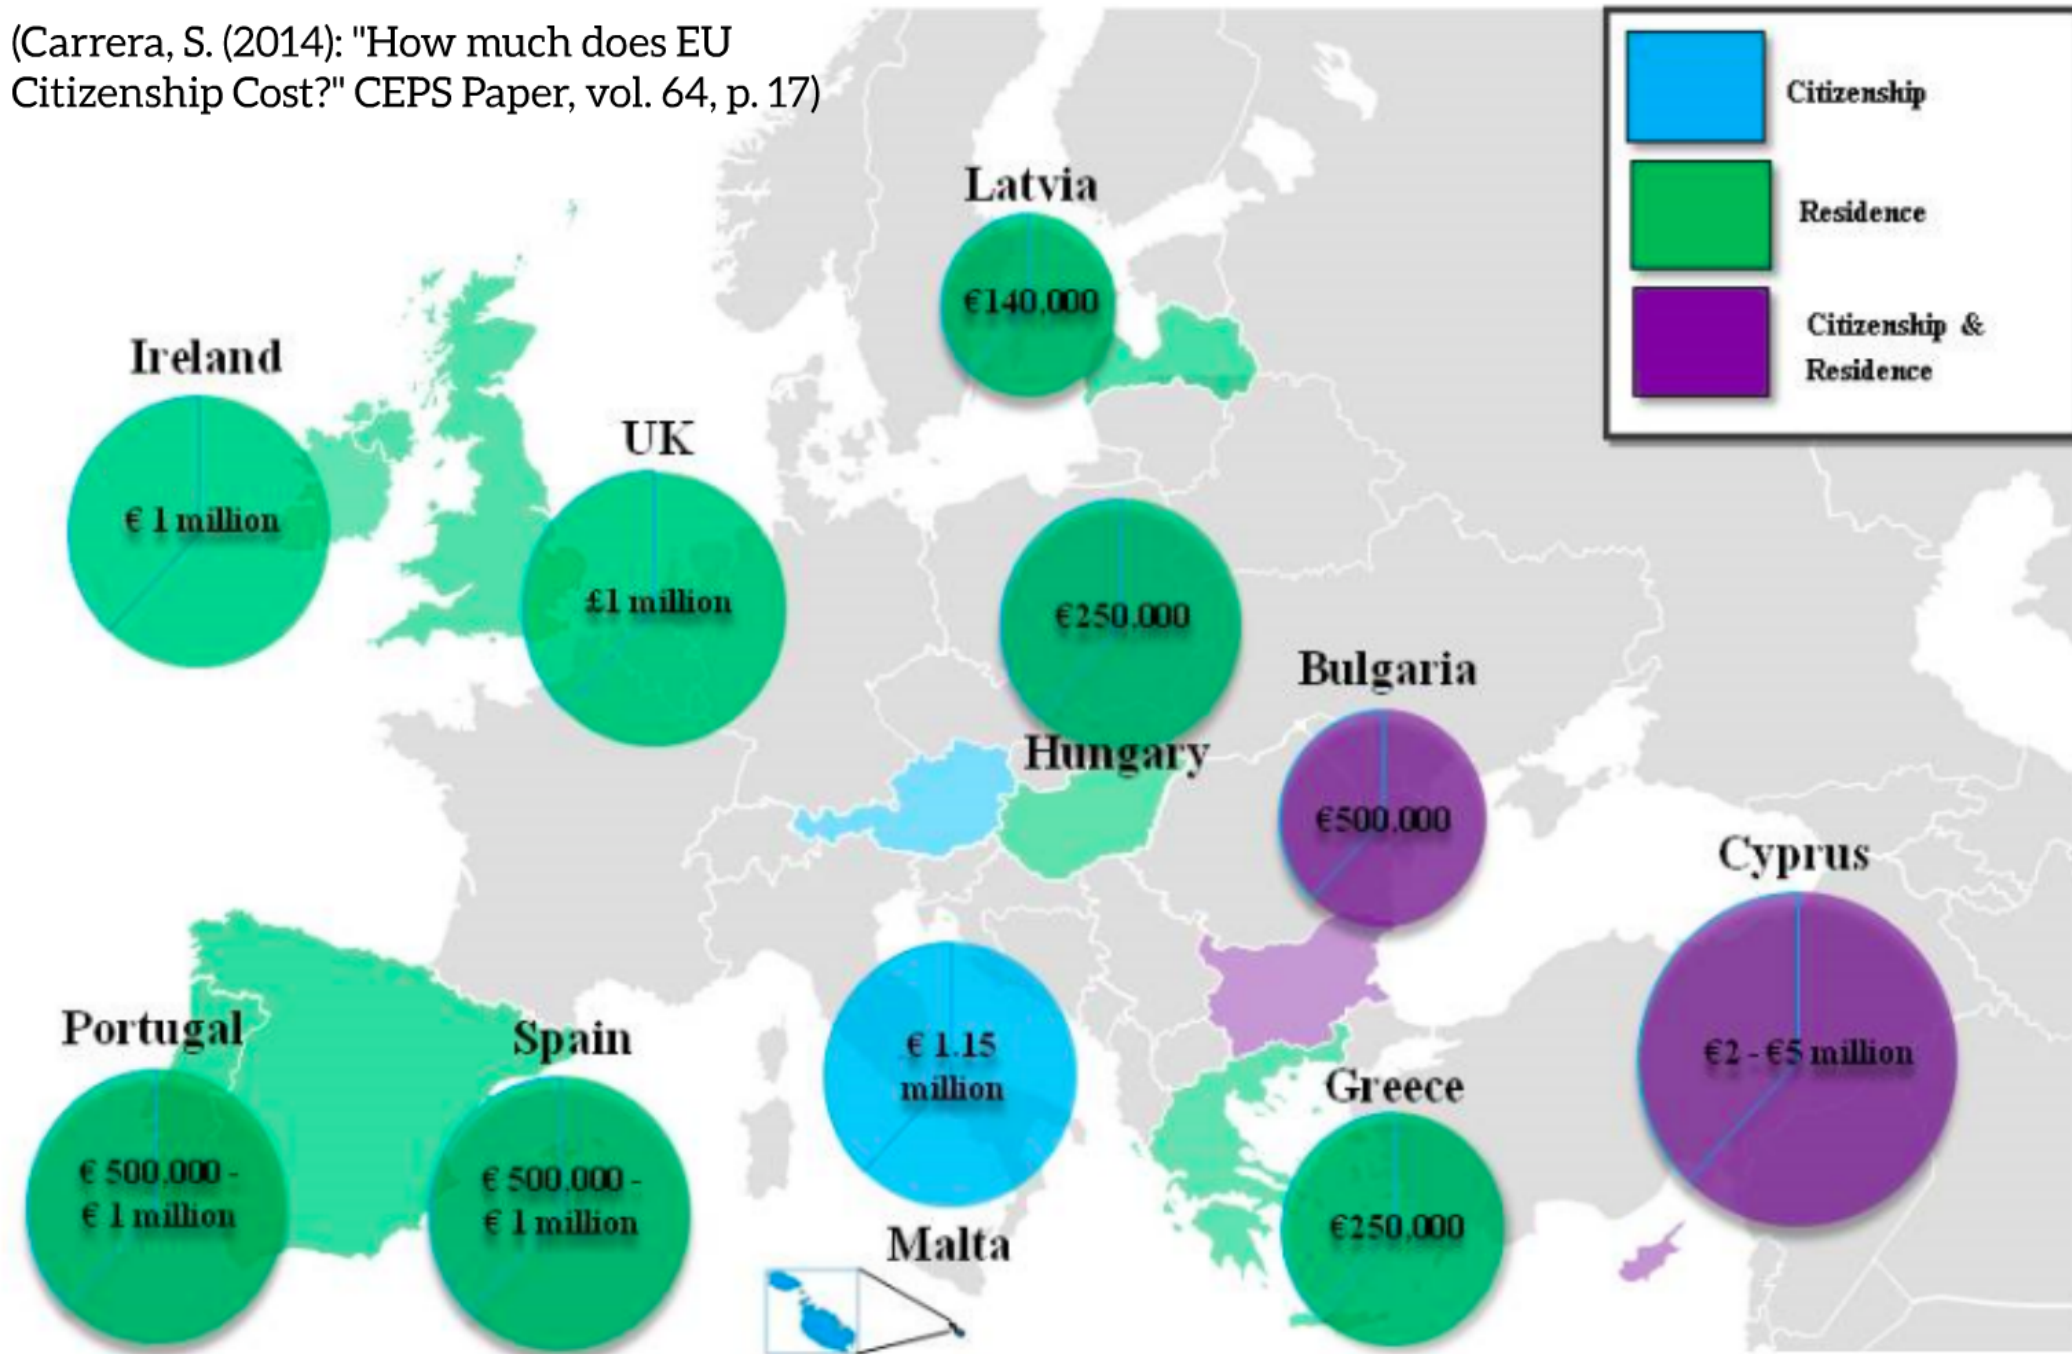 (Carrera, S. (2014): "How much does EU
Citizenship Cost?" CEPS Paper, vol. 64, p. 17)
Citizenship
Residence
Citizenship &
Residence
Latvia
€140.000
Ireland
€ 1 million
UK
£1 million
€250.000
Hungary
Bulgaria
€500.000
Cyprus
€2 - €5 million
Portugal
€ 500.000 -
€ 1 million
Spain
€ 500.000 -
€ 1 million
€ 1.15
million
Malta
Greece
€250.000